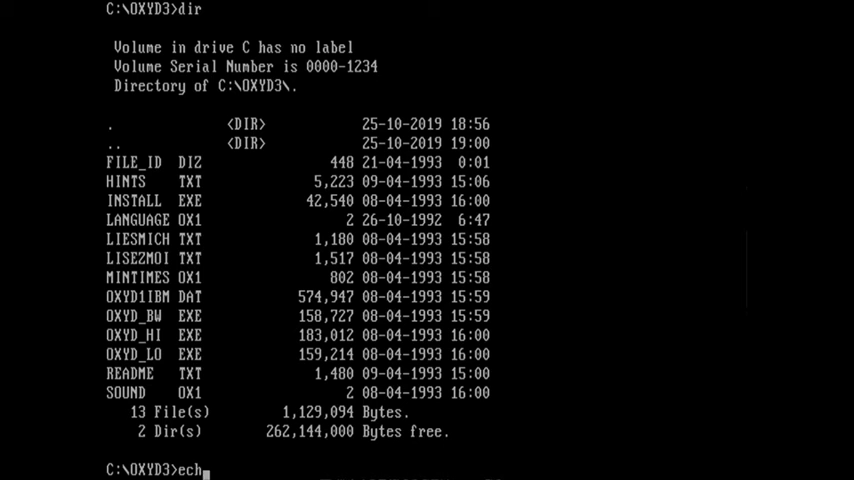 C:\OXYD3>dir
Volume in drive C has no label
Volume Serial Number is 0000-1234
Directory of C:\OXYD3\.
. <DIR> 25-10-2019 18:56
.. <DIR> 25-10-2019 19:00
FILE_ID DIZ 448 21-04-1993 0:01
HINTS TXT 5,223 09-04-1993 15:06
INSTALL EXE 42,540 08-04-1993 16:00
LANGUAGE OX1 2 26-10-1992 6:47
LIESMICH TXT 1,180 08-04-1993 15:58
LISEZMOI TXT 1,517 08-04-1993 15:58
MINTIMES OX1 802 08-04-1993 15:58
OXYD1IBM DAT 574,947 08-04-1993 15:59
OXYD_BW EXE 158,727 08-04-1993 15:59
OXYD_HI EXE 183,012 08-04-1993 16:00
OXYD_LO EXE 159,214 08-04-1993 16:00
README TXT 1,480 09-04-1993 15:00
SOUND OX1 2 08-04-1993 16:00
13 File(s) 1,129,094 Bytes.
2 Dir(s) 262,144,000 Bytes free.
C:\OXYD3>ech_